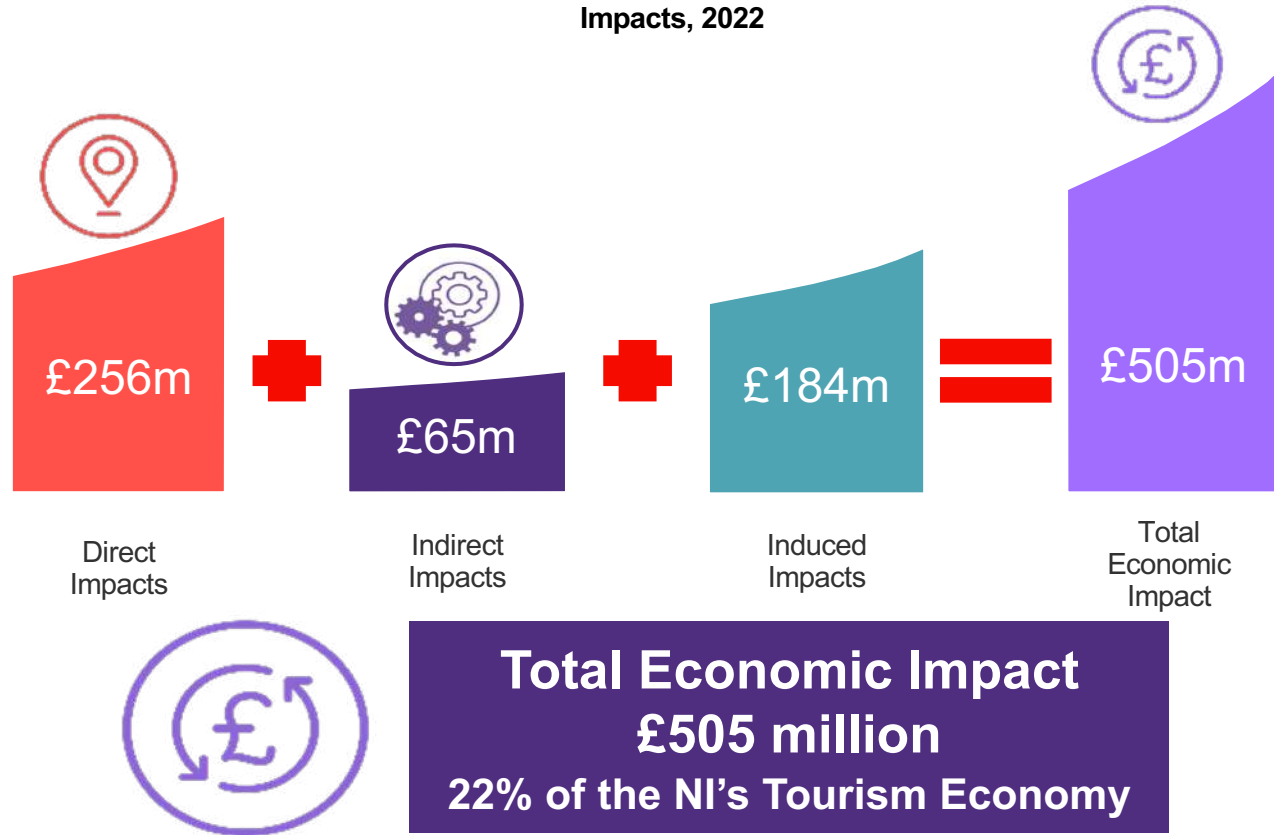 Impacts, 2022
£256m
£65m
£184m
£505m
Direct
Impacts
Indirect
Impacts
Induced
Impacts
Total
Economic
Impact
Total Economic Impact
£505 million
22% of the NI’s Tourism Economy